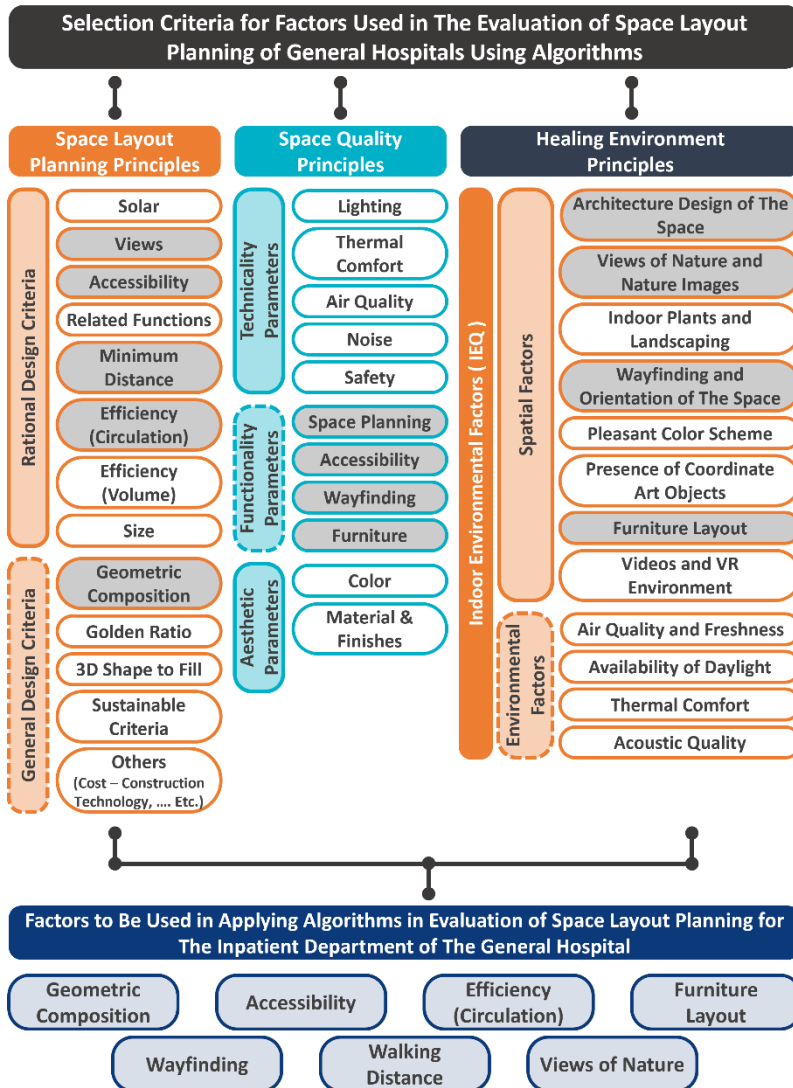 Selection Criteria for Factors Used in The Evaluation of Space Layout
Planning of General Hospitals Using Algorithms
Space Layout
Planning Principles
Rational Design Criteria
Solar
Views
Accessibility
Related Functions
Minimum
Distance
Efficiency
(Circulation)
Efficiency
(Volume)
Size
General Design Criteria
Geometric
Composition
Golden Ratio
3D Shape to Fill
Sustainable
Criteria
Others
(Cost – Construction
Technology, .... Etc.)
Space Quality
Principles
Technicality
Parameters
Lighting
Thermal
Comfort
Air Quality
Noise
Safety
Functionality
Parameters
Space Planning
Accessibility
Wayfinding
Furniture
Aesthetic
Parameters
Color
Material &
Finishes
Healing Environment
Principles
Indoor Environmental Factors ( IEQ )
Spatial Factors
Architecture Design of The
Space
Views of Nature and
Nature Images
Indoor Plants and
Landscaping
Wayfinding and
Orientation of The Space
Pleasant Color Scheme
Presence of Coordinate
Art Objects
Furniture Layout
Videos and VR
Environment
Environmental
Factors
Air Quality and Freshness
Availability of Daylight
Thermal Comfort
Acoustic Quality
Factors to Be Used in Applying Algorithms in Evaluation of Space Layout Planning for
The Inpatient Department of The General Hospital
Geometric
Composition
Accessibility
Efficiency
(Circulation)
Furniture
Layout
Wayfinding
Walking
Distance
Views of Nature